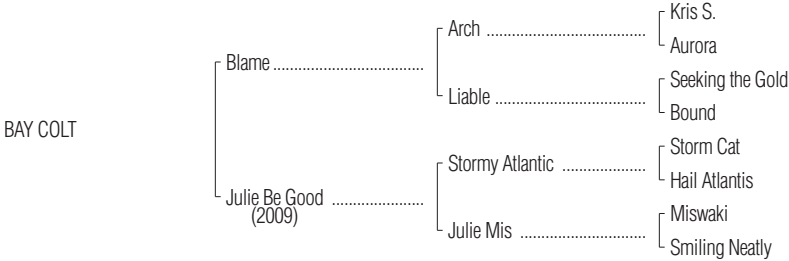 Kris S.
Arch ........................................
Aurora
Blame ......................................
Seeking the Gold
Liable ......................................
Bound
BAY COLT
Storm Cat
Stormy Atlantic .....................
Hail Atlantis
Julie Be Good .......................
(2009)
Miswaki
Julie Mis ................................
Smiling Neatly